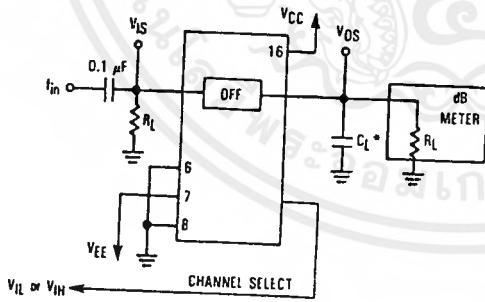 VIS
VCC
16
VOS
0.1 μF
fin
OFF
dB
METER
RL
CL*
RL
6
7
8
VEE
VIL or VIH
CHANNEL SELECT